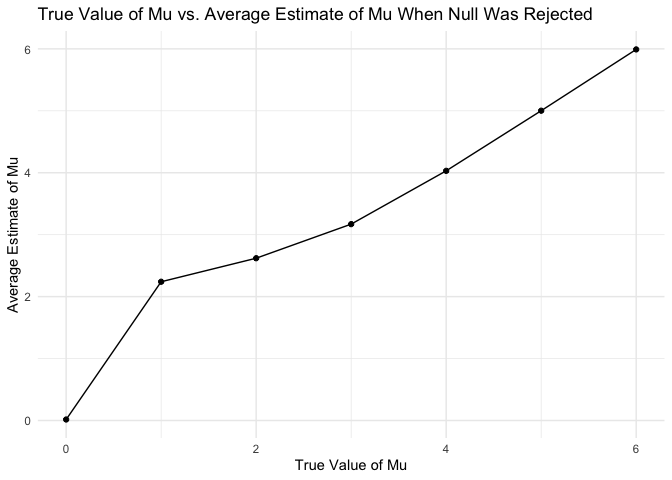 True Value of Mu vs. Average Estimate of Mu When Null Was Rejected
6
4
2
0
Average Estimate of Mu
0 2 4 6
True Value of Mu